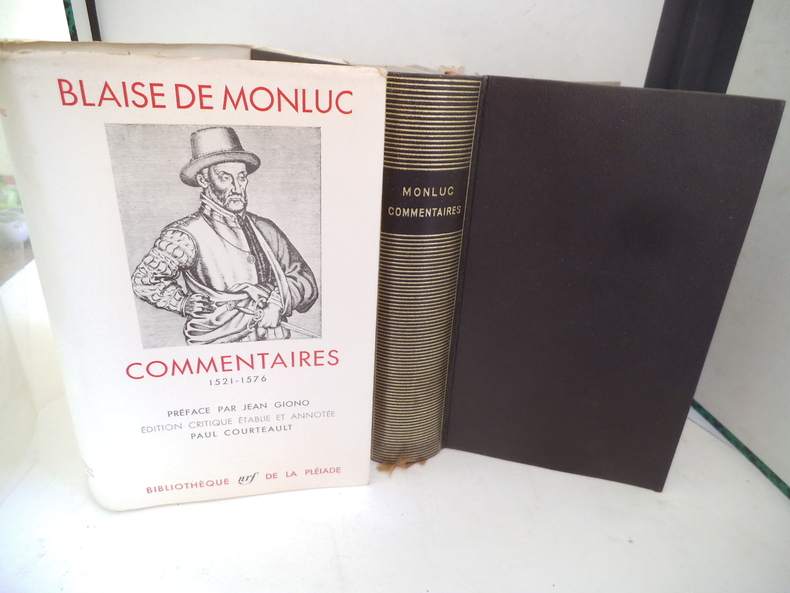 BLAISE DE MONLUC
COMMENTAIRES
1521-1576
PRÉFACE PAR JEAN GIONO
ÉDITION CRITIQUE ÉTABLIE ET ANNOTÉE
PAUL COURTEAULT
BIBLIOTHÈQUE nrf DE LA PLÉIADE
MONLUC
COMMENTAIRES